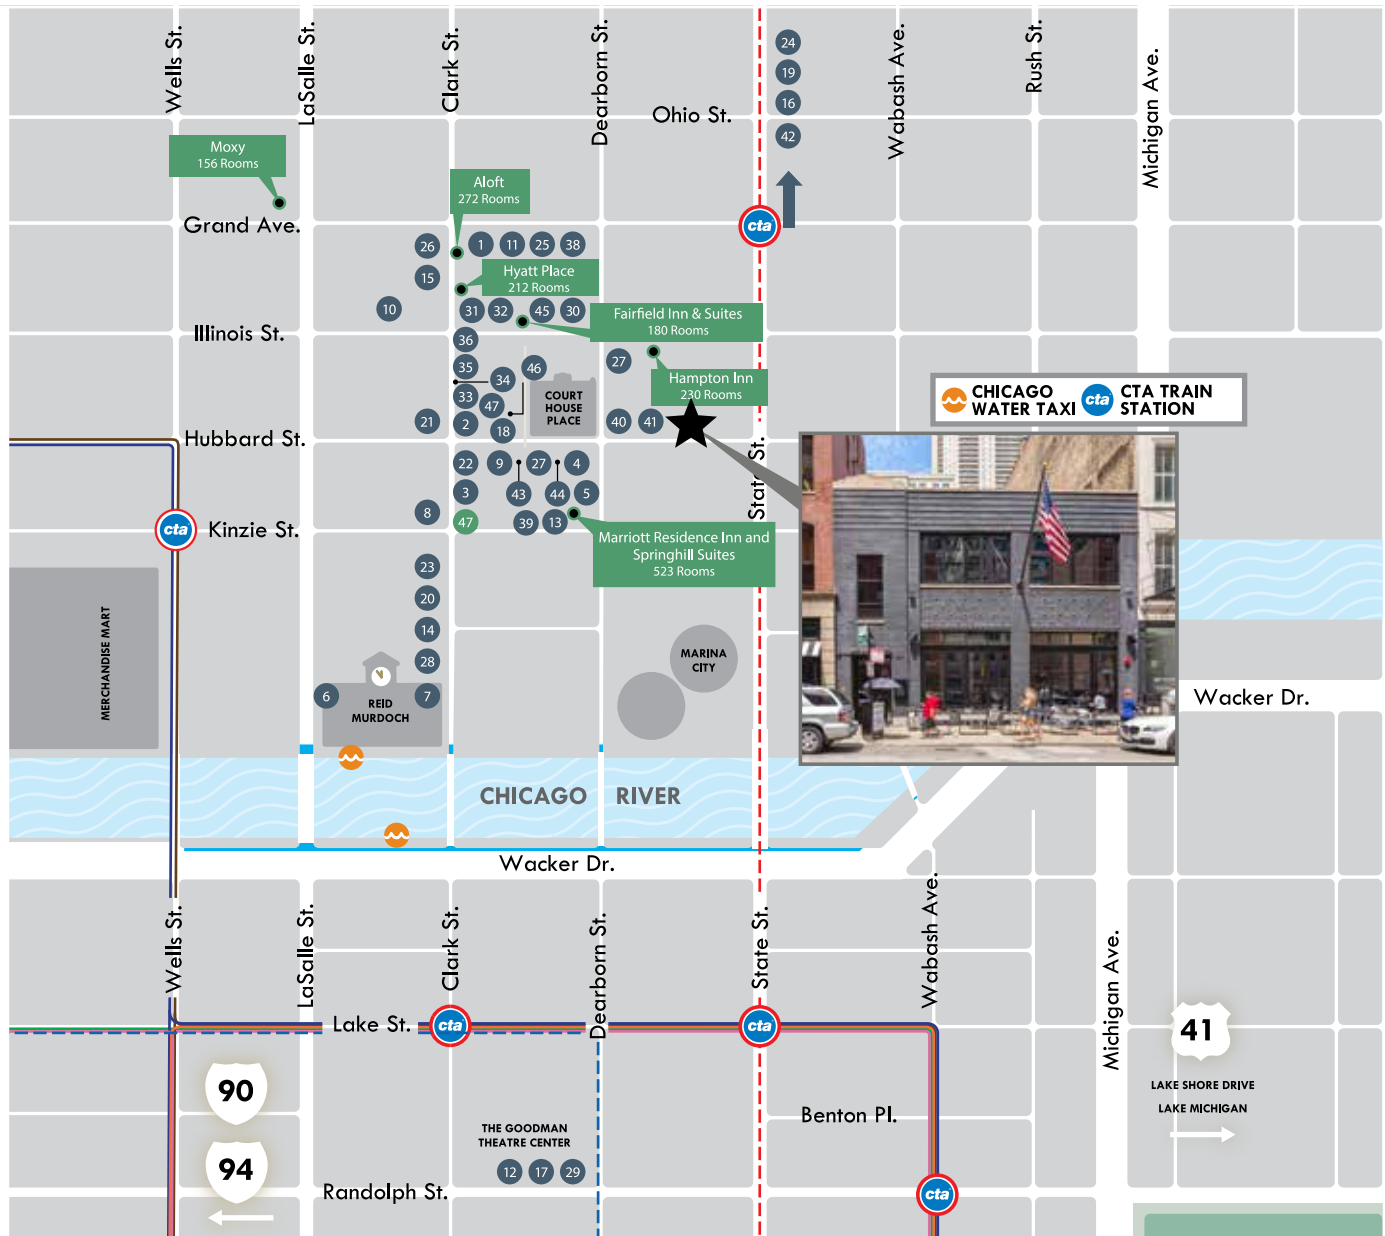 Wells St.
LaSalle St.
Clark St.
Dearborn St.
Wabash Ave.
Rush St.
Michigan Ave.
24
19
16
42
Ohio St.
Moxy
156 Rooms
Aloft
272 Rooms
Grand Ave.
cta
26
1
11
25
38
15
Hyatt Place
212 Rooms
10
31
32
45
30
Fairfield Inn & Suites
180 Rooms
Illinois St.
36
35
34
46
27
33
47
Hampton Inn
230 Rooms
COURT
HOUSE
PLACE
21
2
18
40
41
CHICAGO
WATER TAXI
cta
CTA TRAIN
STATION
Hubbard St.
State St.
22
9
27
4
3
43
44
5
8
47
39
13
cta
Kinzie St.
Marriott Residence Inn and
Springhill Suites
523 Rooms
23
20
14
28
MERCHANDISE MART
MARINA
CITY
6
7
REID
MURDOCH
Wacker Dr.
CHICAGO RIVER
Wacker Dr.
Wells St.
LaSalle St.
Clark St.
Dearborn St.
State St.
Wabash Ave.
Michigan Ave.
Lake St.
cta
cta
41
LAKE SHORE DRIVE
LAKE MICHIGAN
90
94
Benton Pl.
THE GOODMAN
THEATRE CENTER
12
17
29
Randolph St.
cta